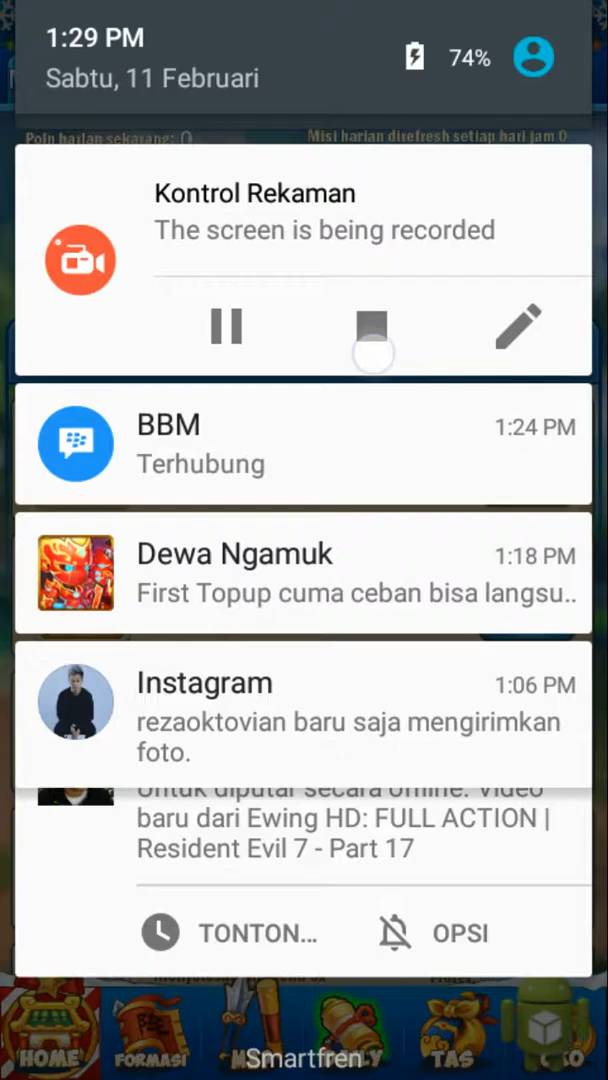 1:29 PM
74%
Sabtu, 11 Februari
Poin harian sekarang: 0
Misi harian direfresh setiap hari jam 0
Kontrol Rekaman
The screen is being recorded
BBM
1:24 PM
Terhubung
Dewa Ngamuk
1:18 PM
First Topup cuma ceban bisa langsu..
Instagram
1:06 PM
rezaoktovian baru saja mengirimkan
foto.
Untuk diputar secara offline: Video
baru dari Ewing HD: FULL ACTION |
Resident Evil 7 - Part 17
TONTON...
OPSI
HOME
FORMASI
TAS
Smartfren